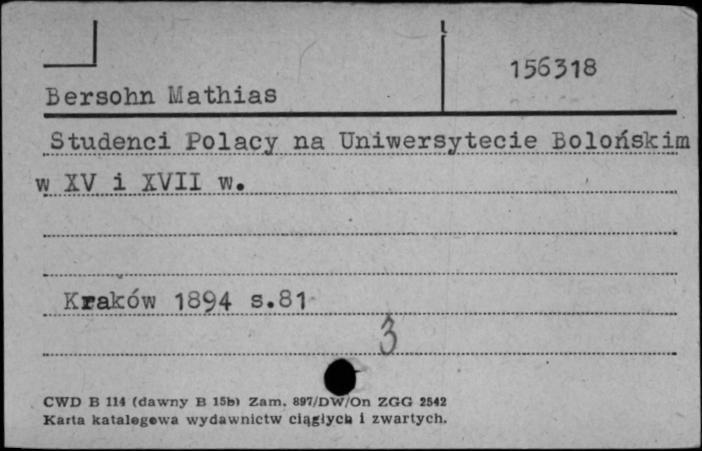 156318
Bersohn Mathias
Studenci Polacy na Uniwersytecie Bolońskim
w XV i XVII w.
Kraków 1894 s.81
3
CWD B 114 (dawny B 15b) Zam. 897/DW/On ZGG 2542
Karta katalogowa wydawnictw ciągłych i zwartych.